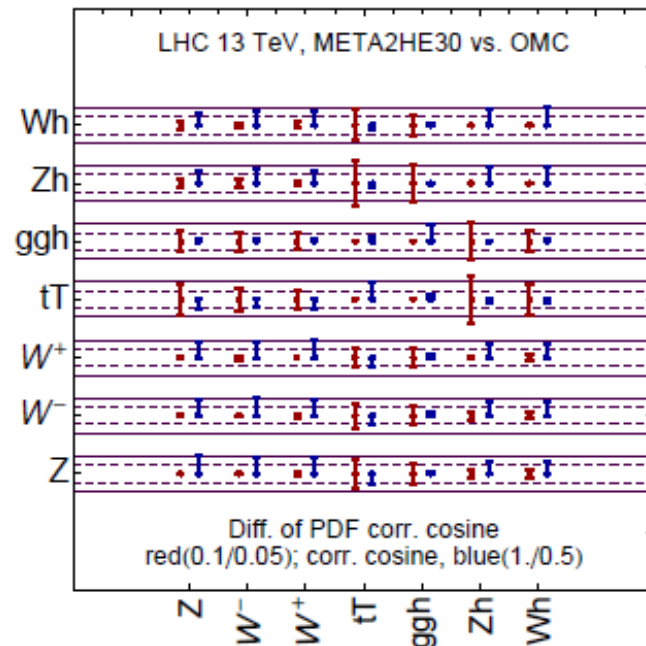 LHC 13 TeV, META2HE30 vs. OMC
Wh
Zh
ggh
tT
W⁺
W⁻
Z
Diff. of PDF corr. cosine
red(0.1/0.05); corr. cosine, blue(1./0.5)
Z
W⁻
W⁺
tT
ggh
Zh
Wh